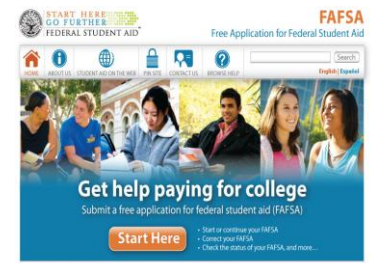 START HERE
GO FURTHER
FEDERAL STUDENT AID
FAFSA
Free Application for Federal Student Aid
HOME
ABOUT US
STUDENT AID ON THE WEB
PIN SITE
CONTACT US
BROWSE HELP
Search
English | Español
Get help paying for college
Submit a free application for federal student aid (FAFSA)
Start Here
• Start or continue your FAFSA
• Correct your FAFSA
• Check the status of your FAFSA, and more...